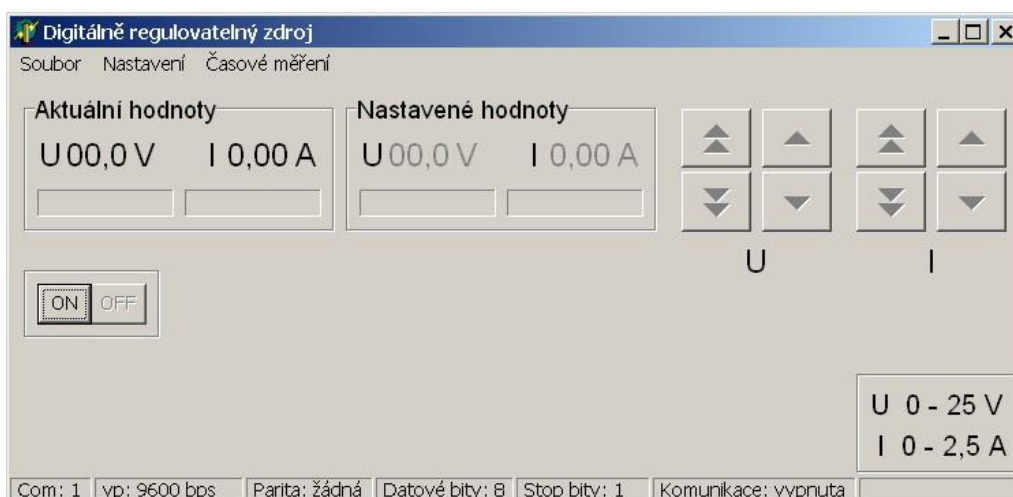 Digitálně regulovatelný zdroj
Soubor Nastavení Časové měření
Aktuální hodnoty Nastavené hodnoty
U 00,0 V I 0,00 A U 00,0 V I 0,00 A
U I
ON OFF
U 0 - 25 V
I 0 - 2,5 A
Com: 1 vp: 9600 bps Parita: žádná Datové bity: 8 Stop bity: 1 Komunikace: vypnuta